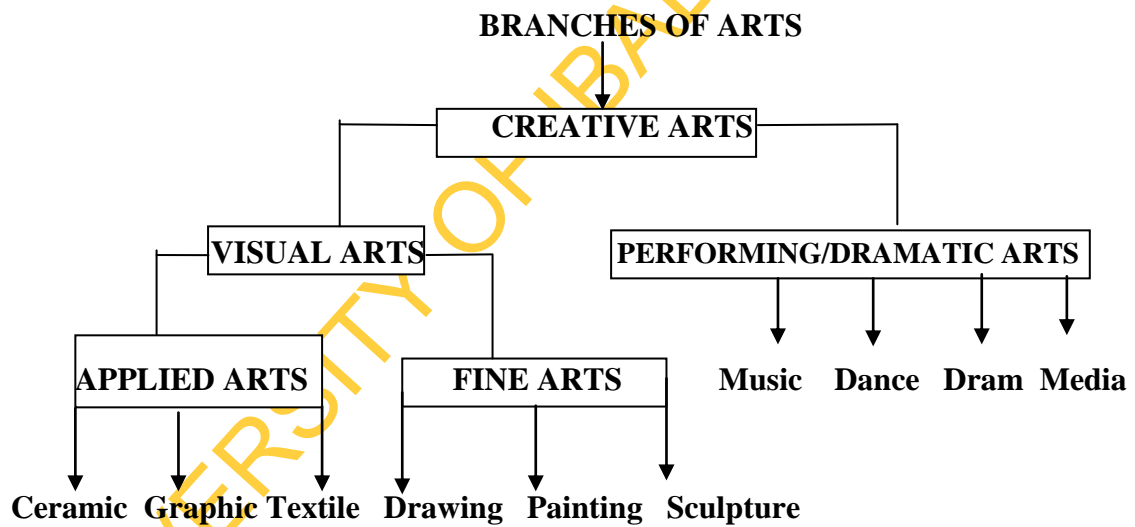 BRANCHES OF ARTS
CREATIVE ARTS
VISUAL ARTS
PERFORMING/DRAMATIC ARTS
APPLIED ARTS
FINE ARTS
Music Dance Dram Media
Ceramic Graphic Textile Drawing Painting Sculpture